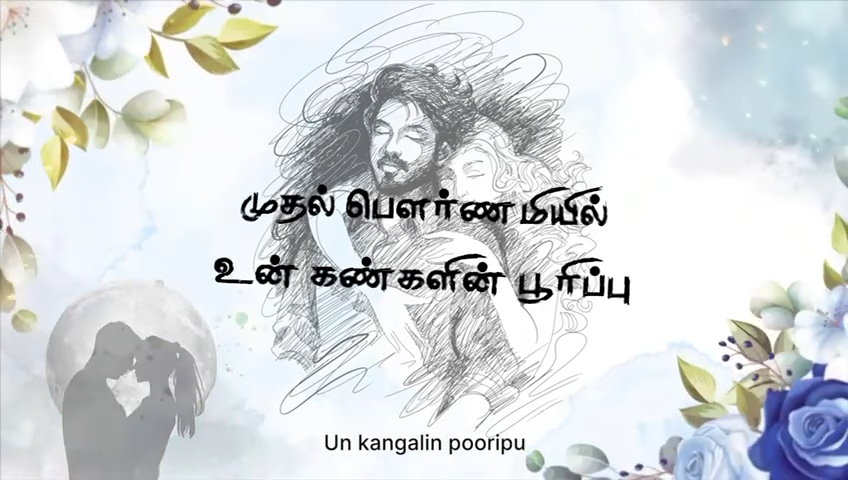 முதல் பௌர்ணமியில்
உன் கண்களின் பூரிப்பு
Un kangalin pooripu